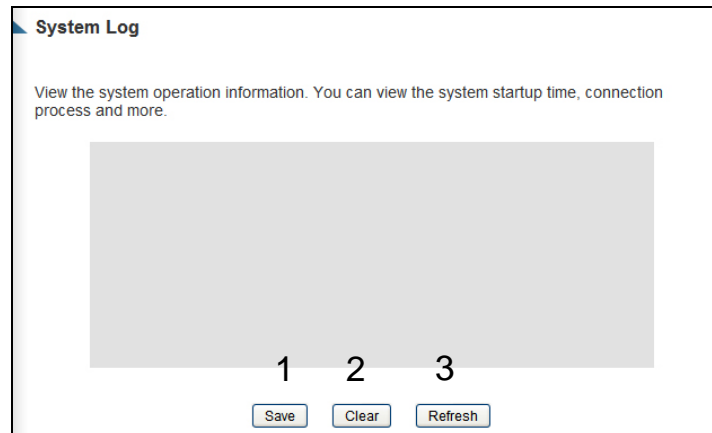 System Log
View the system operation information. You can view the system startup time, connection
process and more.
1 2 3
Save Clear Refresh